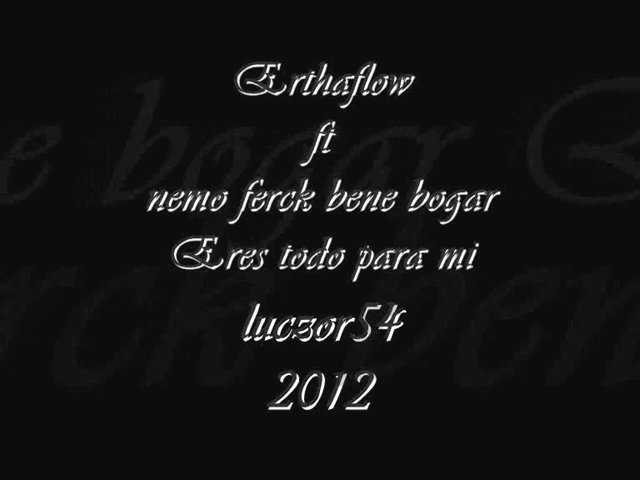 Erthaflow
ft
nemo ferck bene bogar
Eres todo para mi
luczor54
2012